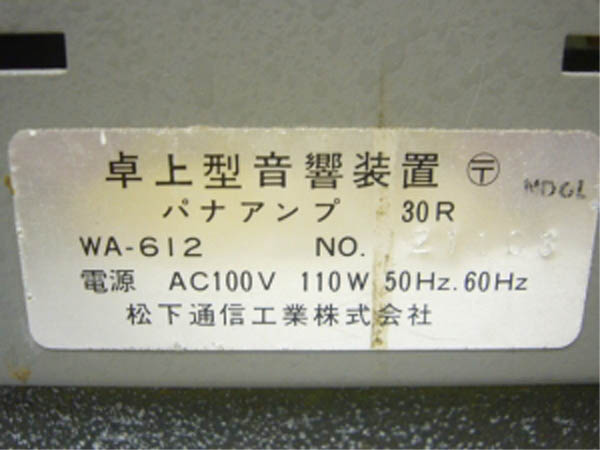 卓上型音響装置 〶
パナアンプ 30R
WA-612 NO.
電源 AC100V 110W 50Hz.60Hz
松下通信工業株式会社